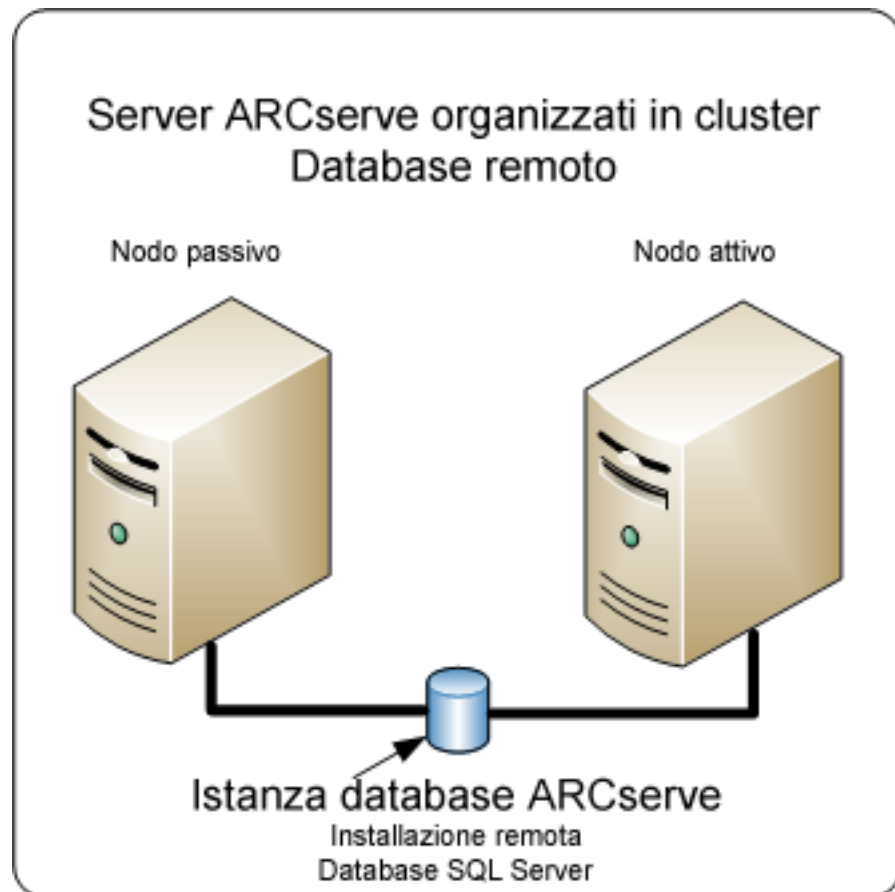 Server ARCserve organizzati in cluster
Database remoto
Nodo passivo
Nodo attivo
Istanza database ARCserve
Installazione remota
Database SQL Server